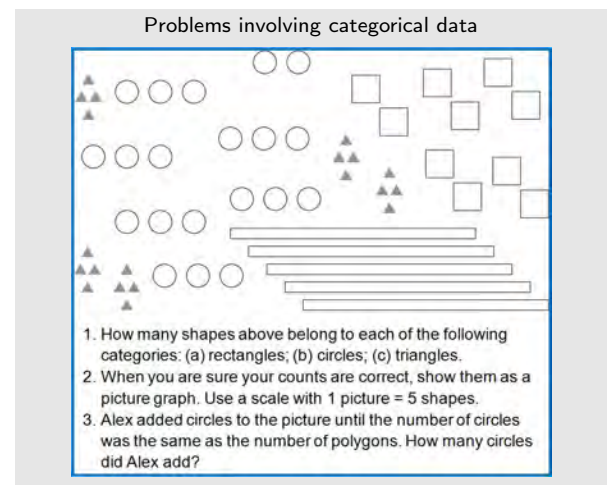 Problems involving categorical data
1. How many shapes above belong to each of the following
categories: (a) rectangles; (b) circles; (c) triangles.
2. When you are sure your counts are correct, show them as a
picture graph. Use a scale with 1 picture = 5 shapes.
3. Alex added circles to the picture until the number of circles
was the same as the number of polygons. How many circles
did Alex add?